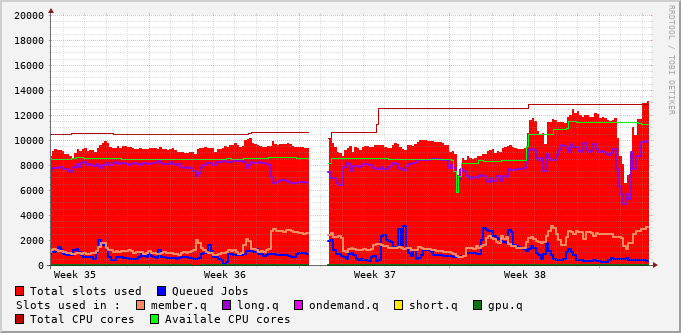 20000
18000
16000
14000
12000
10000
8000
6000
4000
2000
0
Week 35 Week 36 Week 37 Week 38
RRDTOOL / TOBI OETIKER
Total slots used Queued Jobs
Slots used in : member.q long.q ondemand.q short.q gpu.q
Total CPU cores Availale CPU cores